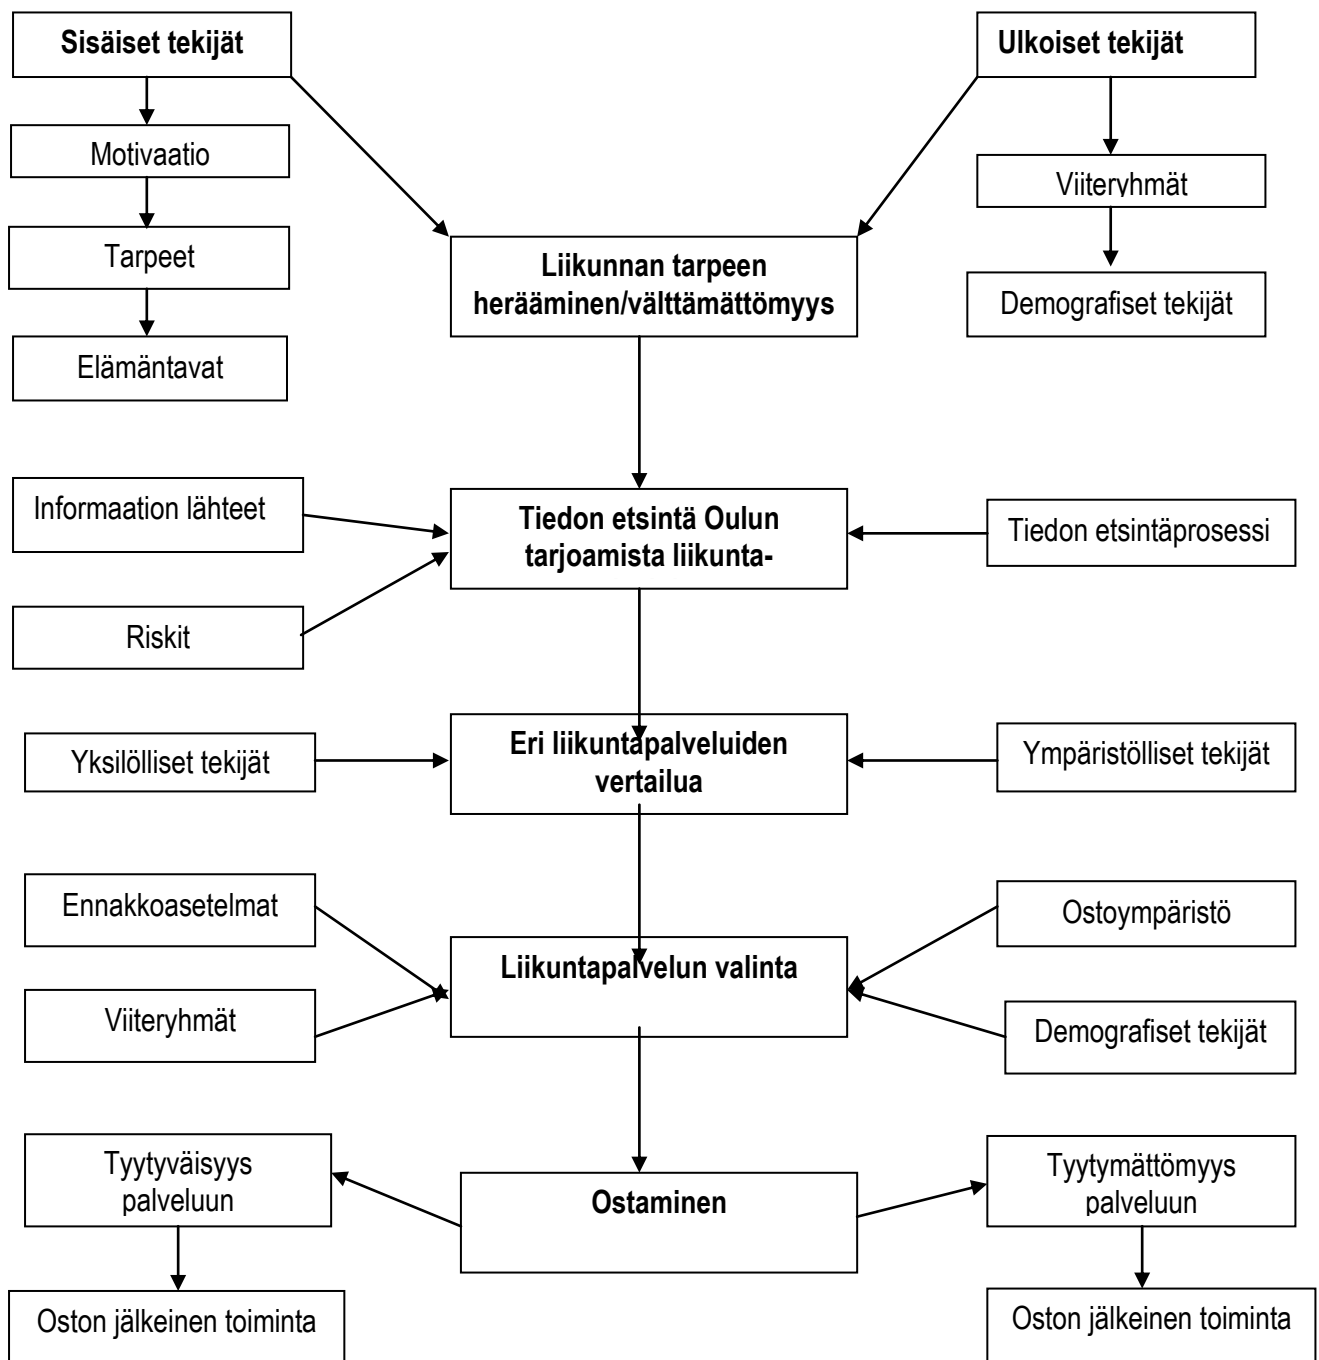 Sisäiset tekijät
Ulkoiset tekijät
Motivaatio
Viiteryhmät
Tarpeet
Liikunnan tarpeen
herääminen/välttämättömyys
Demografiset tekijät
Elämäntavat
Informaation lähteet
Tiedon etsintä Oulun
tarjoamista liikunta-
Tiedon etsintäprosessi
Riskit
Yksilölliset tekijät
Eri liikuntapalveluiden
vertailua
Ympäristölliset tekijät
Ennakkoasetelmat
Ostoympäristö
Liikuntapalvelun valinta
Viiteryhmät
Demografiset tekijät
Tyytyväisyys
palveluun
Ostaminen
Tyytymättömyys
palveluun
Oston jälkeinen toiminta
Oston jälkeinen toiminta